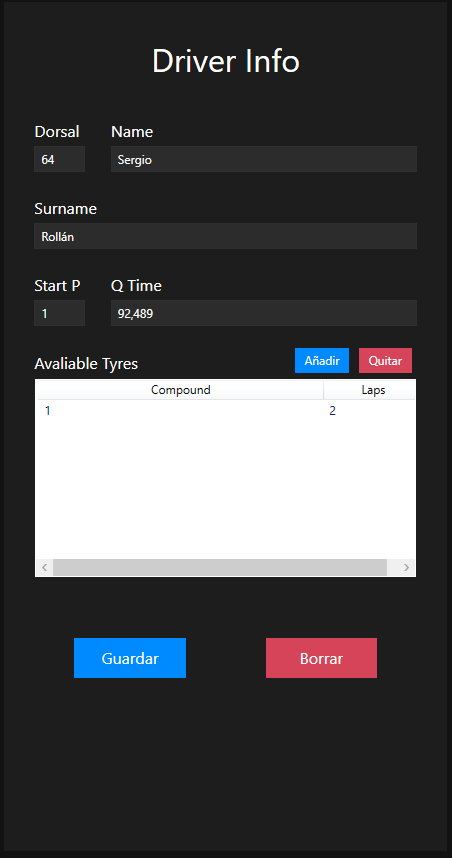 Driver Info
Dorsal Name
64 Sergio
Surname
Rollán
Start P Q Time
1 92,489
Avaliable Tyres Añadir Quitar
Compound Laps
1 2
Guardar Borrar